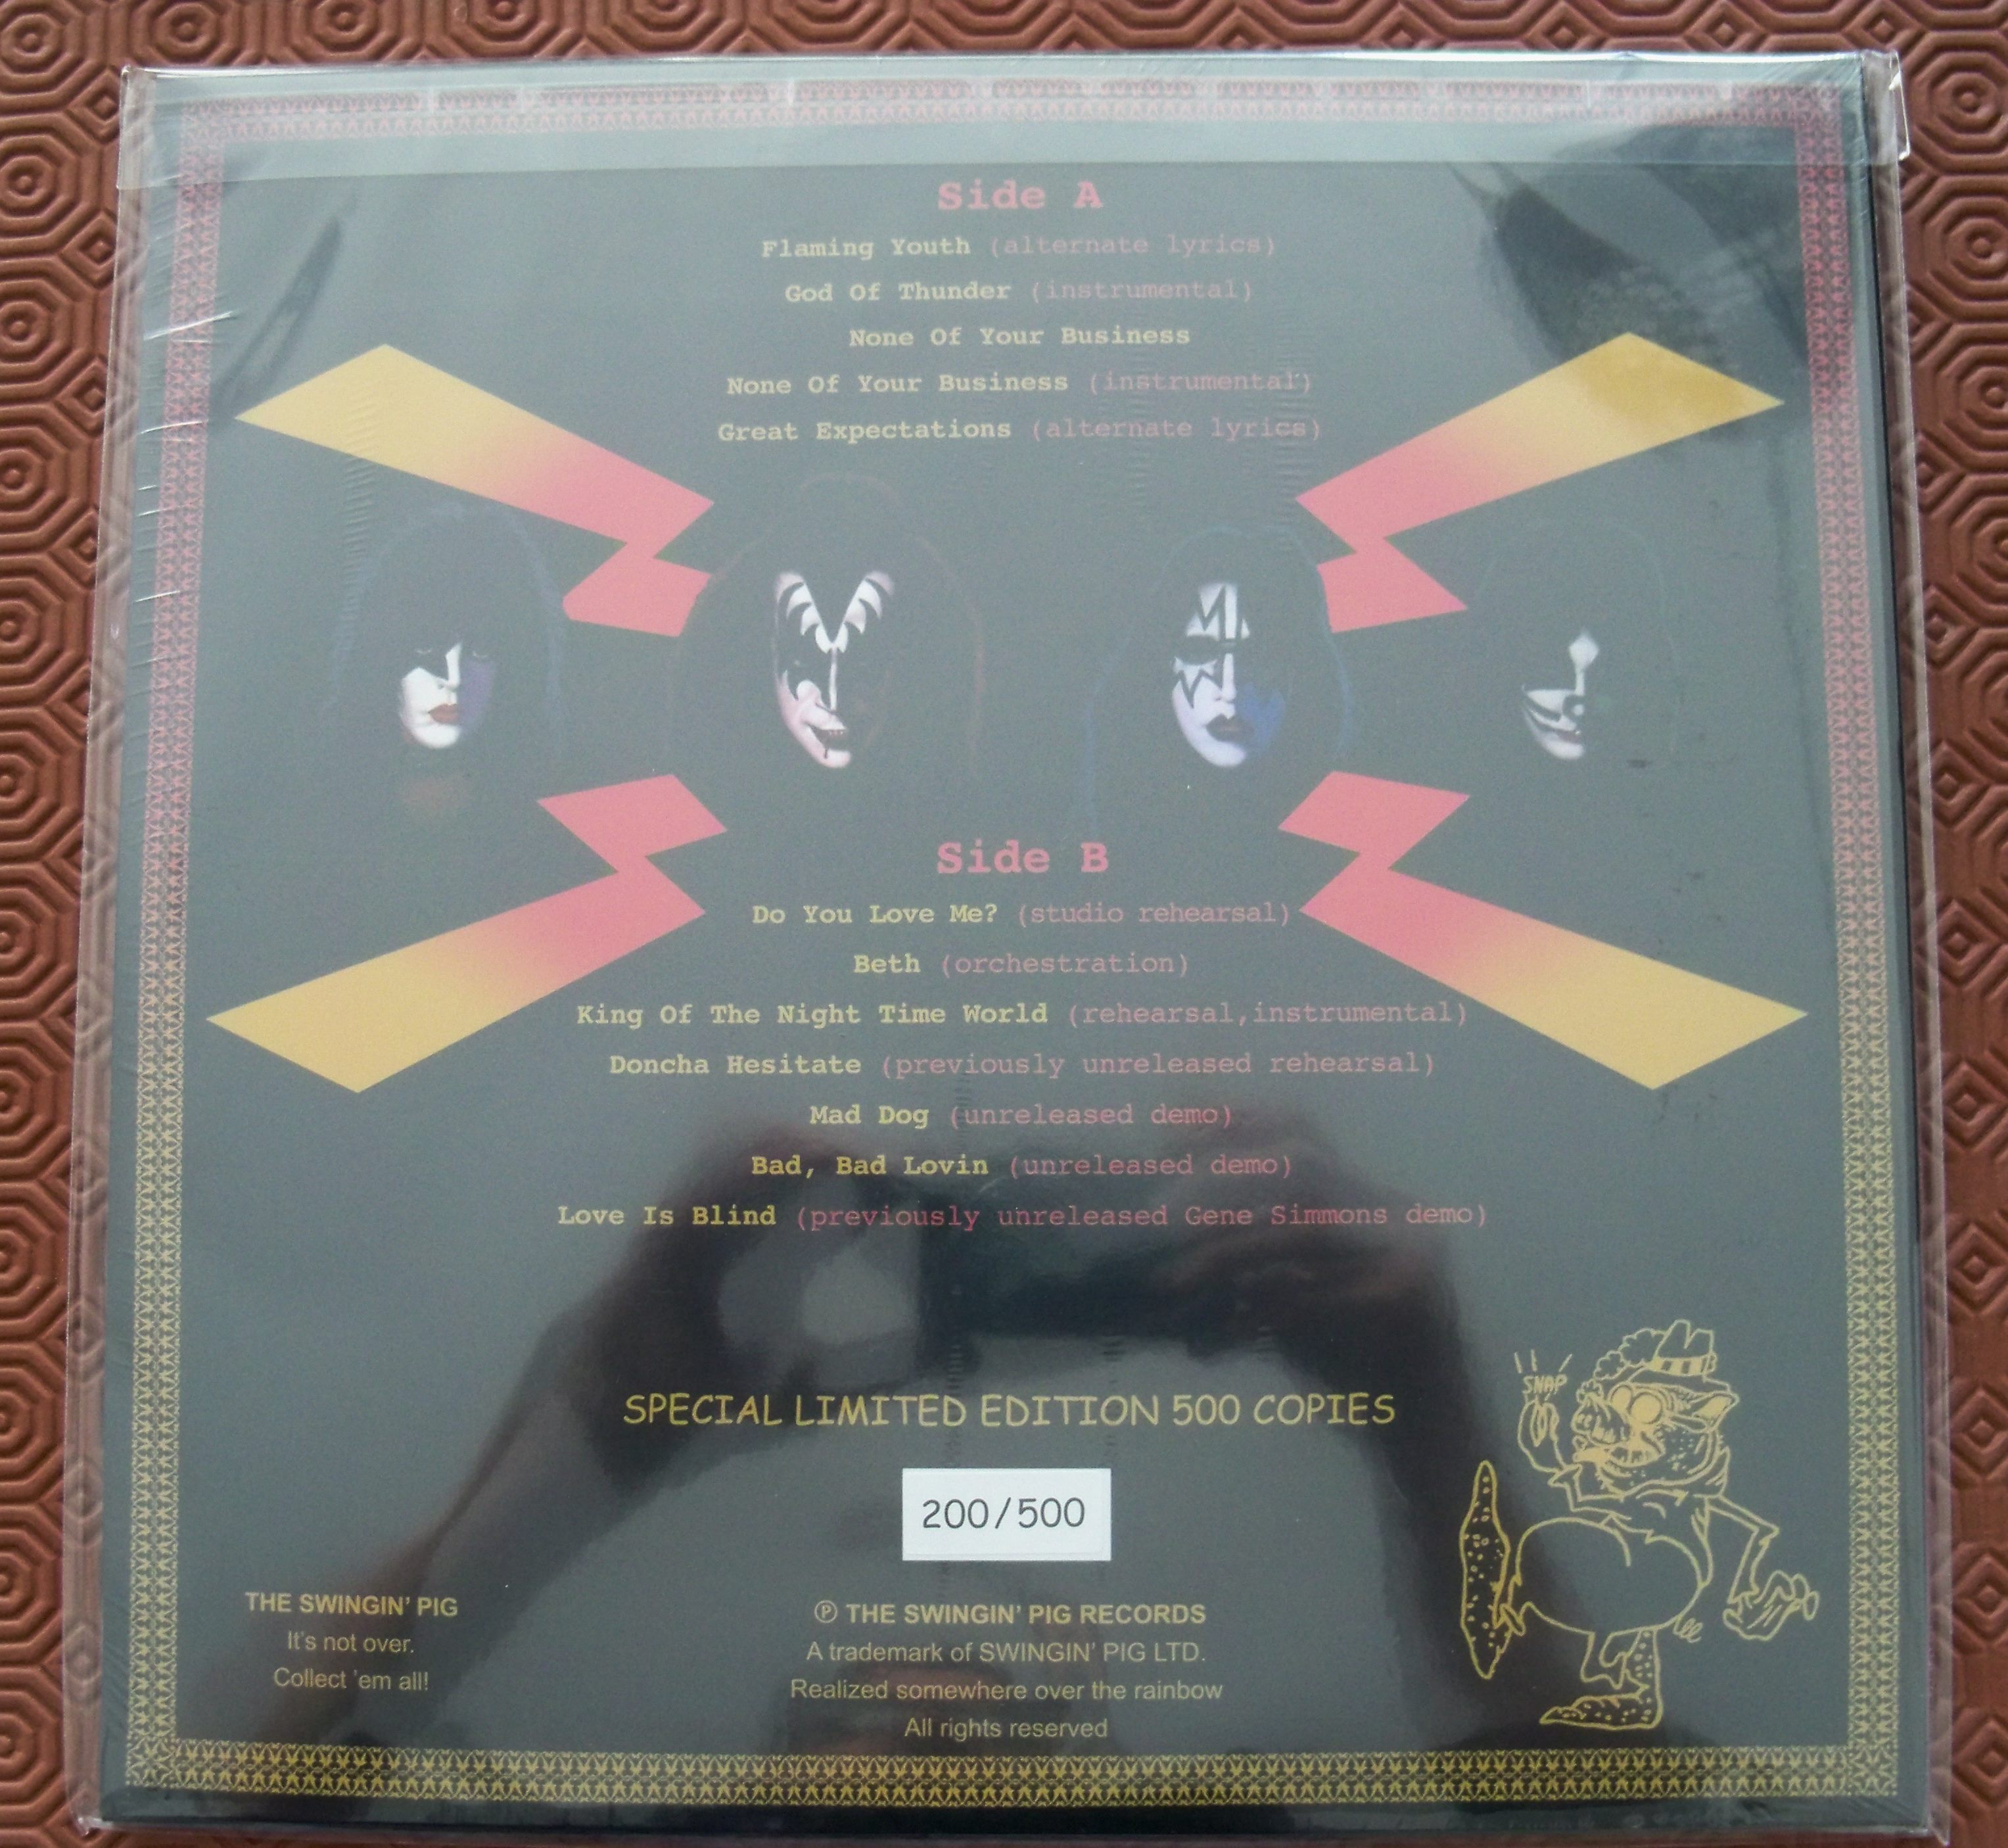 Side A
Flaming Youth (alternate lyrics)
God Of Thunder (instrumental)
None Of Your Business
None Of Your Business (instrumental)
Great Expectations (alternate lyrics)
Side B
Do You Love Me? (studio rehearsal)
Beth (orchestration)
King Of The Night Time World (rehearsal,instrumental)
Doncha Hesitate (previously unreleased rehearsal)
Mad Dog (unreleased demo)
Bad, Bad Lovin (unreleased demo)
Love Is Blind (previously unreleased Gene Simmons demo)
SNAP
SPECIAL LIMITED EDITION 500 COPIES
200/500
THE SWINGIN' PIG
It's not over.
Collect 'em all!
℗ THE SWINGIN' PIG RECORDS
A trademark of SWINGIN' PIG LTD.
Realized somewhere over the rainbow
All rights reserved